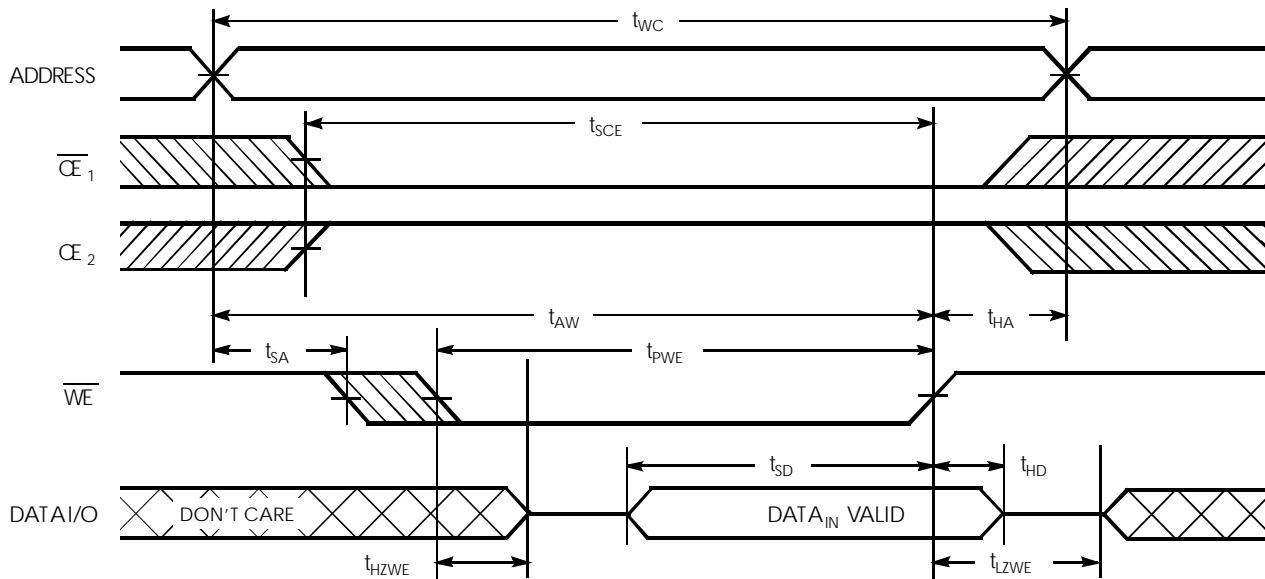 tWC
ADDRESS
tSCE
CE1
CE2
tAW
tHA
tSA
tPWE
WE
tSD
tHD
DATA I/O
DON'T CARE
DATAIN VALID
tHZWE
tLZWE